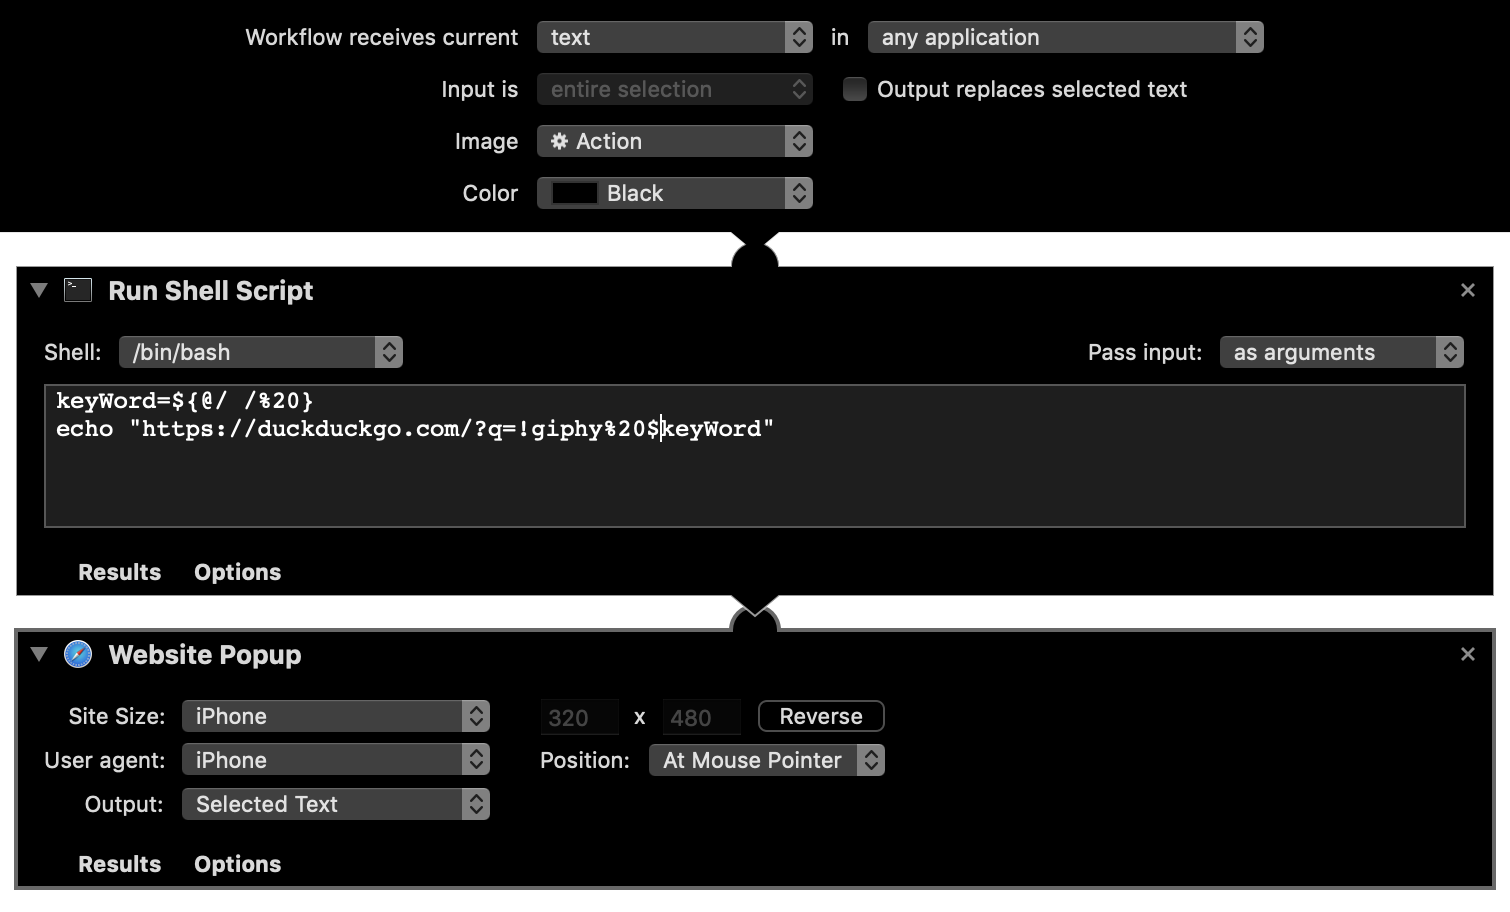 Workflow receives current text in any application
Input is entire selection Output replaces selected text
Image Action
Color Black
Run Shell Script
Shell: /bin/bash Pass input: as arguments
keyWord=${@/ /%20}
echo "https://duckduckgo.com/?q=!giphy%20$keyWord"
Results Options
Website Popup
Site Size: iPhone 320 x 480 Reverse
User agent: iPhone Position: At Mouse Pointer
Output: Selected Text
Results Options